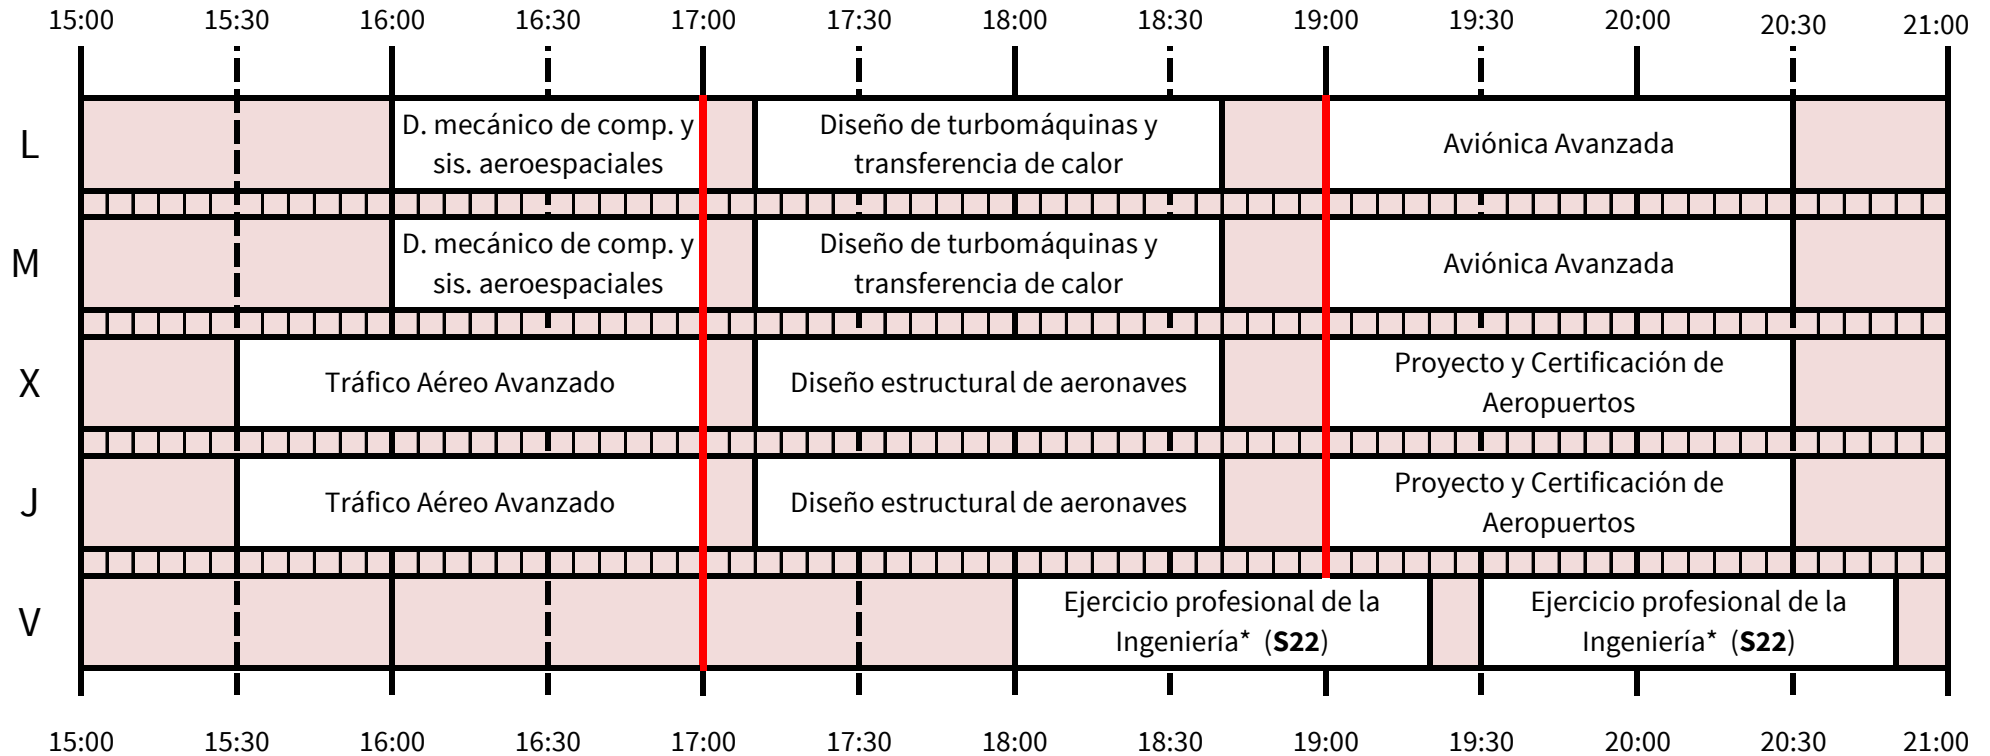 15:00 15:30 16:00 16:30 17:00 17:30 18:00 18:30 19:00 19:30 20:00 20:30 21:00
L
D. mecánico de comp. y
sis. aeroespaciales
Diseño de turbomáquinas y
transferencia de calor
Aviónica Avanzada
M
D. mecánico de comp. y
sis. aeroespaciales
Diseño de turbomáquinas y
transferencia de calor
Aviónica Avanzada
X
Tráfico Aéreo Avanzado
Diseño estructural de aeronaves
Proyecto y Certificación de
Aeropuertos
J
Tráfico Aéreo Avanzado
Diseño estructural de aeronaves
Proyecto y Certificación de
Aeropuertos
V
Ejercicio profesional de la
Ingeniería* (S22)
Ejercicio profesional de la
Ingeniería* (S22)
15:00 15:30 16:00 16:30 17:00 17:30 18:00 18:30 19:00 19:30 20:00 20:30 21:00